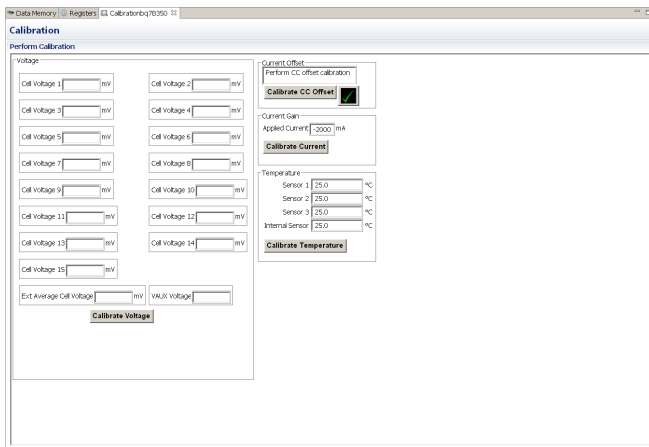 Data Memory Registers Calibrationbq78350
Calibration
Perform Calibration
Voltage
Cell Voltage 1 mV Cell Voltage 2 mV
Cell Voltage 3 mV Cell Voltage 4 mV
Cell Voltage 5 mV Cell Voltage 6 mV
Cell Voltage 7 mV Cell Voltage 8 mV
Cell Voltage 9 mV Cell Voltage 10 mV
Cell Voltage 11 mV Cell Voltage 12 mV
Cell Voltage 13 mV Cell Voltage 14 mV
Cell Voltage 15 mV
Ext Average Cell Voltage mV VAUX Voltage
Calibrate Voltage
Current Offset
Perform CC offset calibration
Calibrate CC Offset
Current Gain
Applied Current -2000 mA
Calibrate Current
Temperature
Sensor 1 25.0 ºC
Sensor 2 25.0 ºC
Sensor 3 25.0 ºC
Internal Sensor 25.0 ºC
Calibrate Temperature